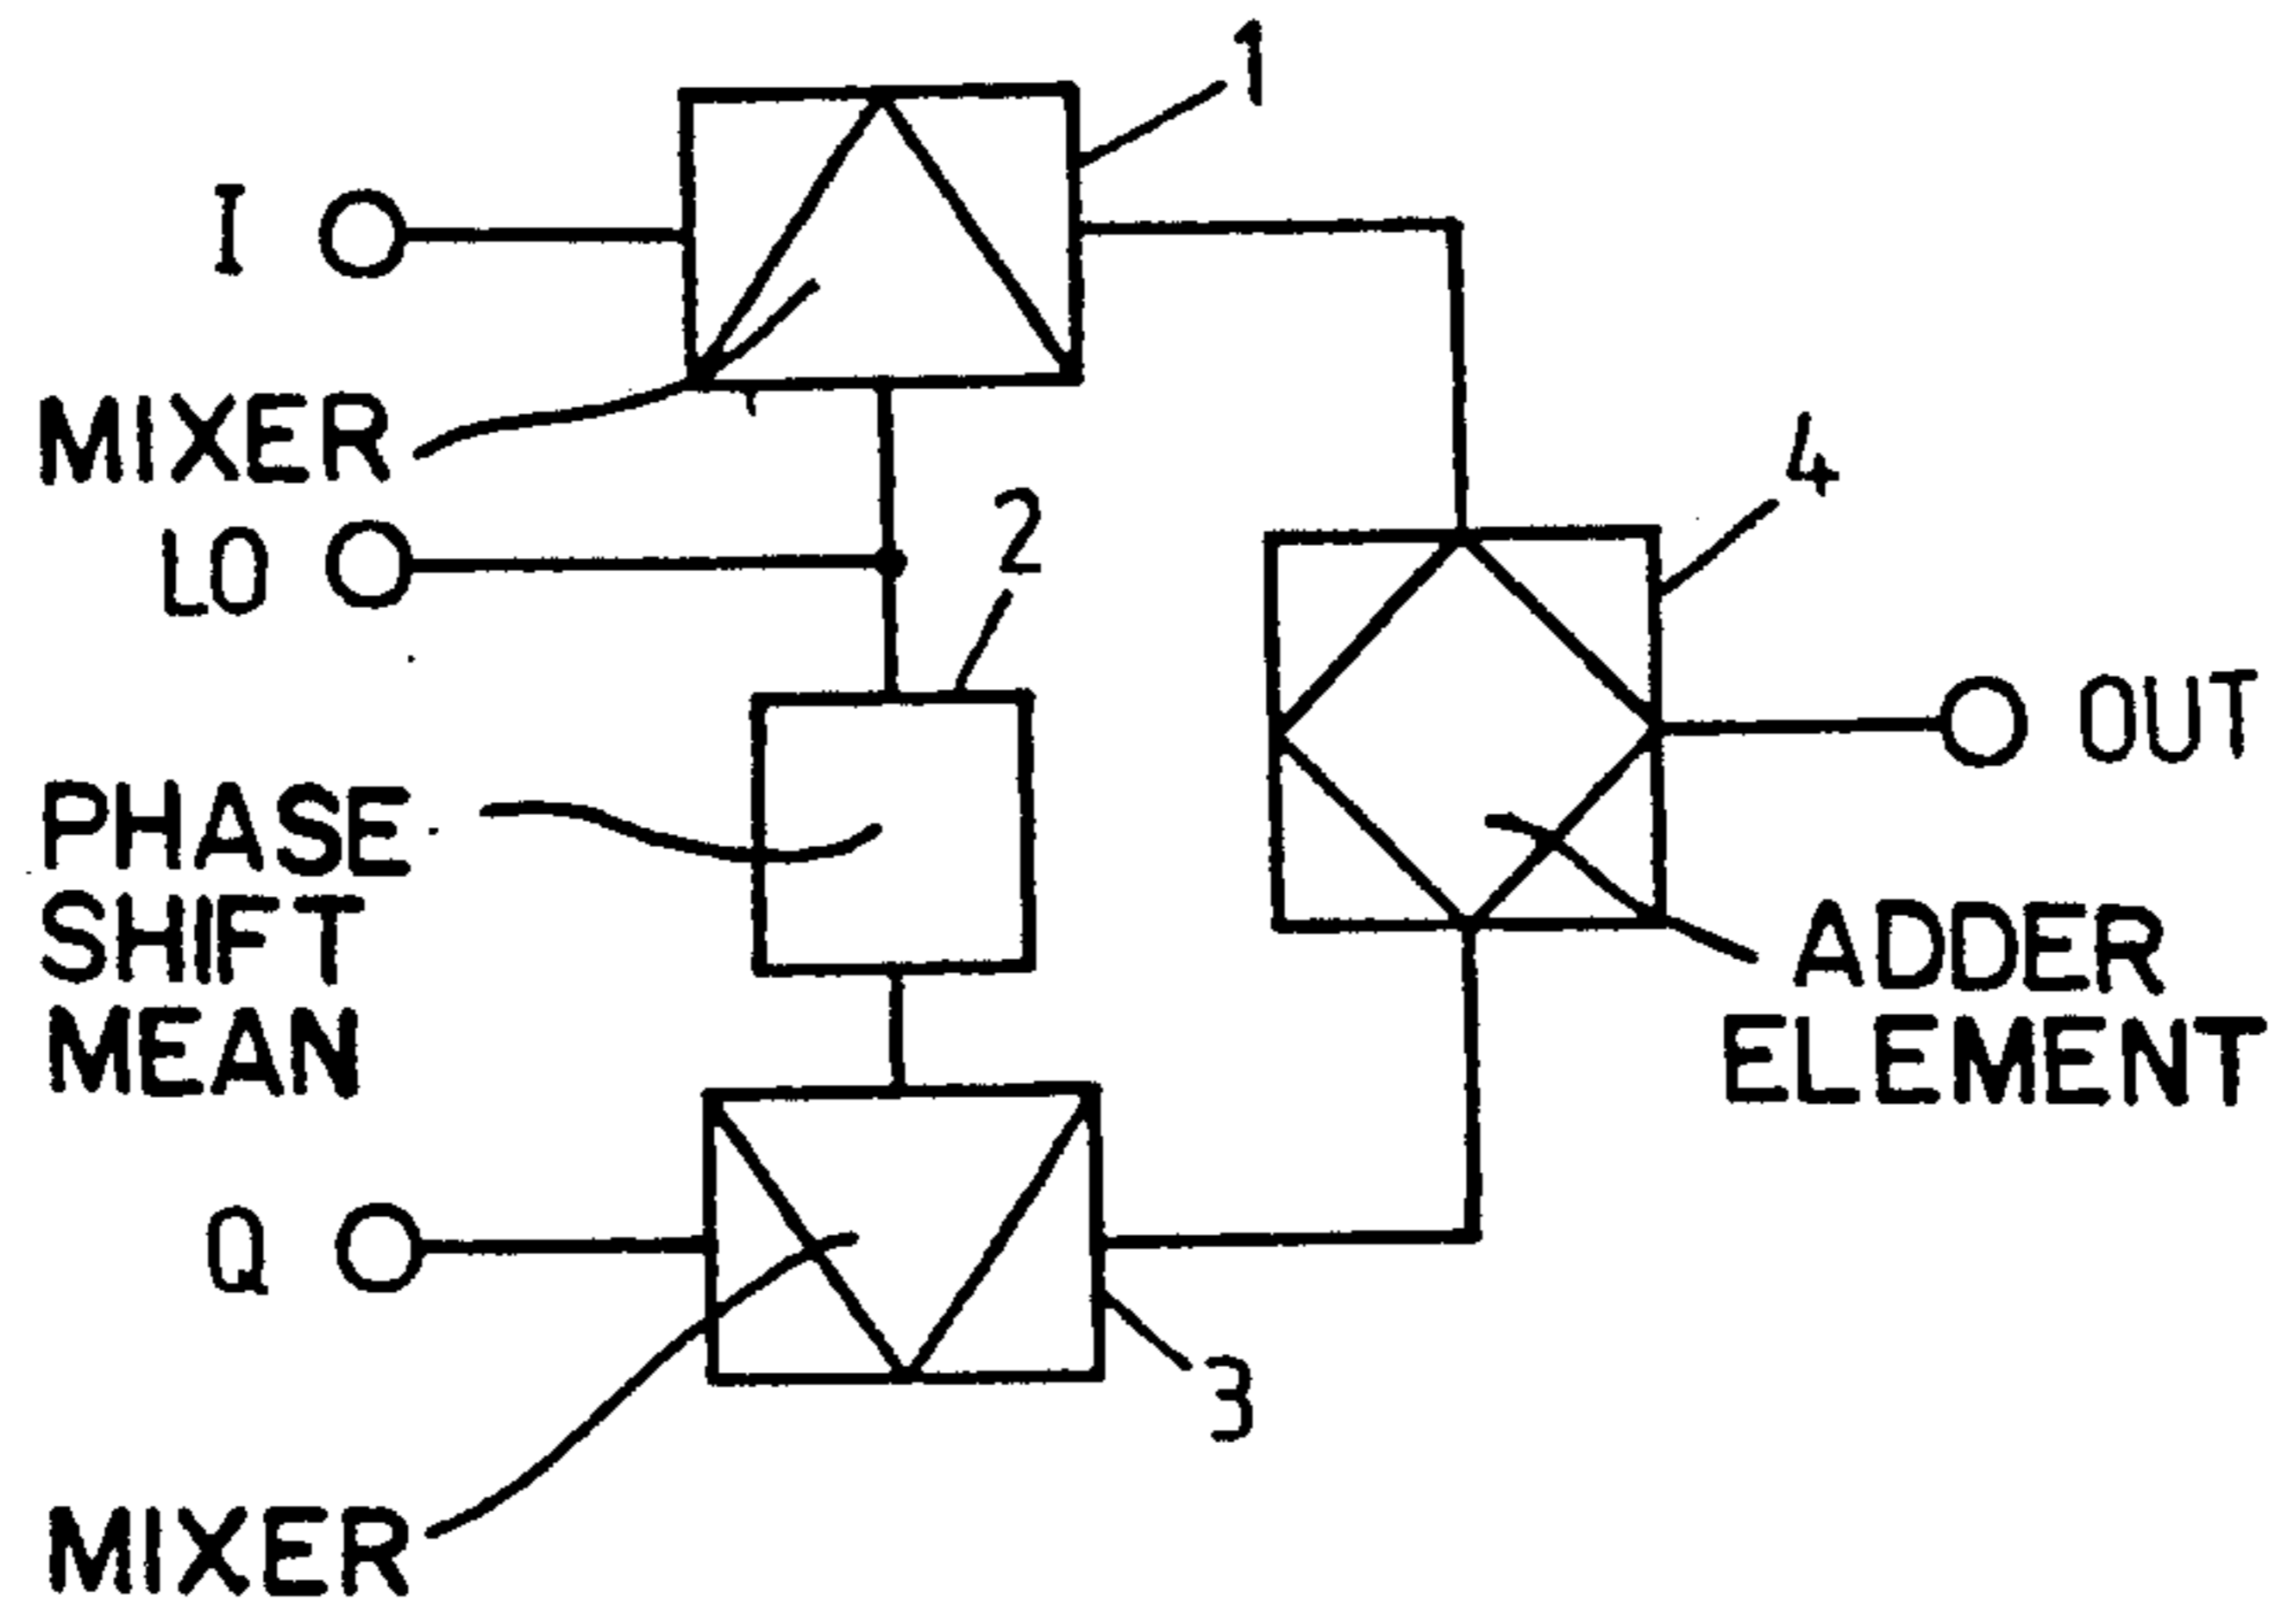 1
I
MIXER
4
LO
2
OUT
PHASE
SHIFT
MEAN
ADDER
ELEMENT
Q
3
MIXER